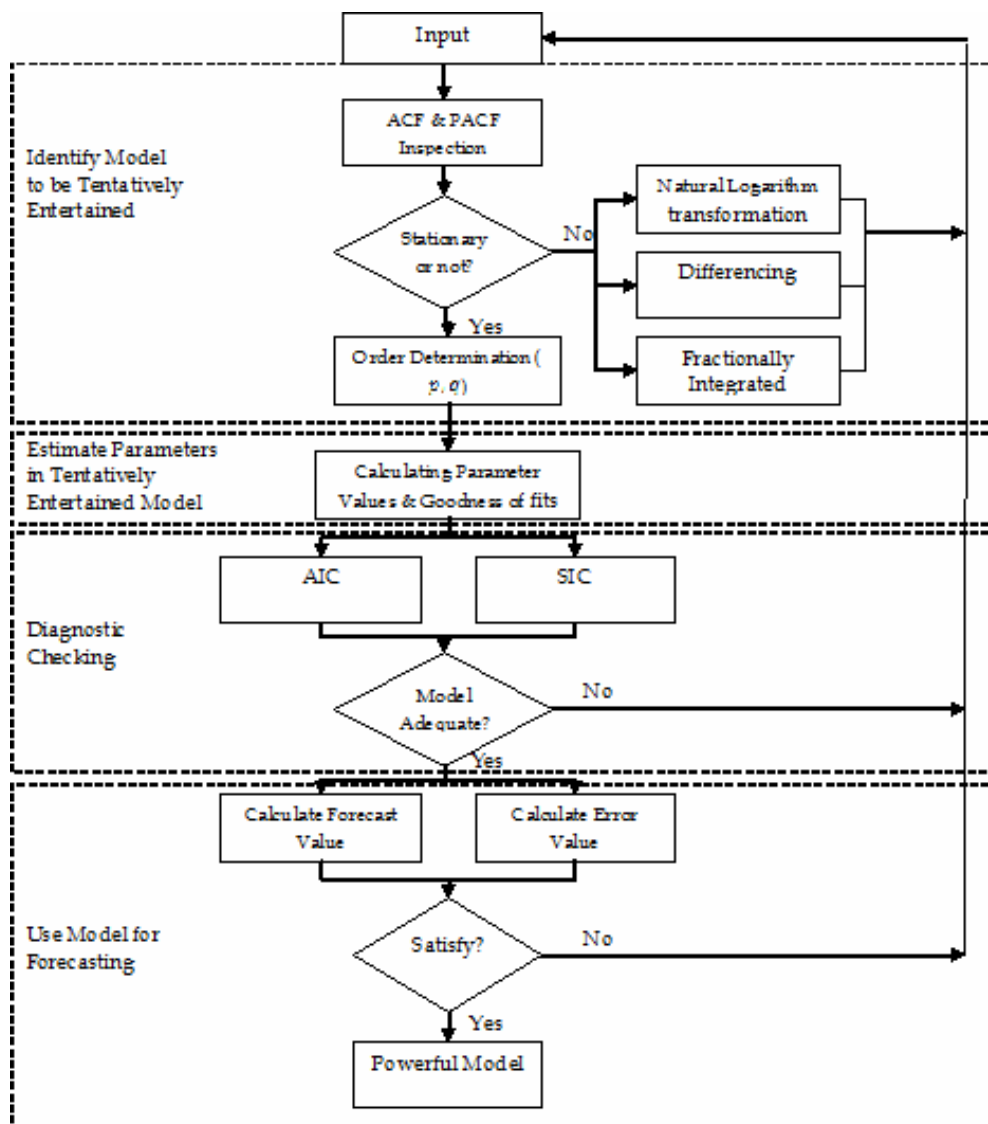 Input
ACF & PACF
Inspection
Identify Model
to be Tentatively
Entertained
Natural Logarithm
transformation
Stationary
or not?
No
Differencing
Yes
Order Determination (
p, q)
Fractionally
Integrated
Estimate Parameters
in Tentatively
Entertained Model
Calculating Parameter
Values & Goodness of fits
AIC
SIC
Diagnostic
Checking
Model
Adequate?
No
Yes
Calculate Forecast
Value
Calculate Error
Value
Use Model for
Forecasting
Satisfy?
No
Yes
Powerful Model